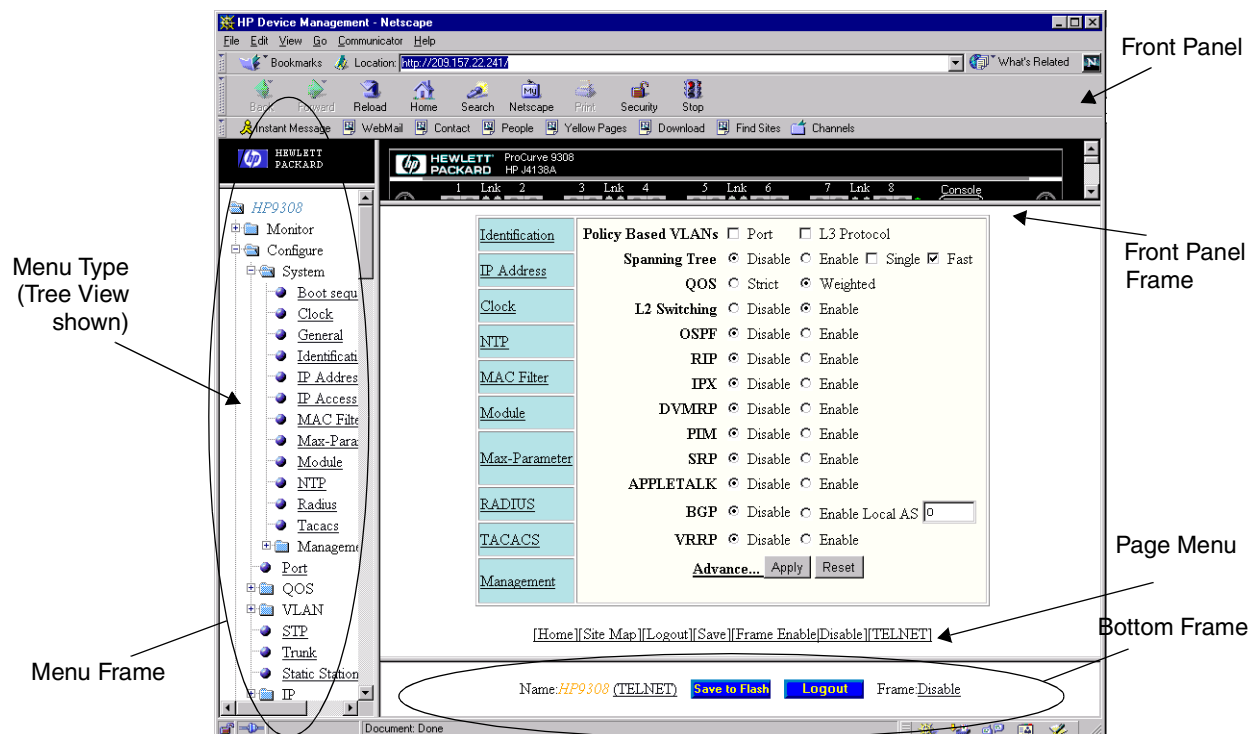 HP Device Management - Netscape
File Edit View Go Communicator Help
Bookmarks Location: http://209.157.22.241/ What's Related
Back Forward Reload Home Search Netscape Print Security Stop
Instant Message WebMail Contact People Yellow Pages Download Find Sites Channels
Front Panel
HEWLETT
PACKARD
HEWLETT PACKARD
ProCurve 9308
HP J4138A
1 Lnk 2 3 Lnk 4 5 Lnk 6 7 Lnk 8 Console
Front Panel
Frame
Menu Type
(Tree View
shown)
HP9308
Monitor
Configure
System
Boot sequ
Clock
General
Identificati
IP Addres
IP Access
MAC Filte
Max-Para
Module
NTP
Radius
Tacacs
Manageme
Port
QOS
VLAN
STP
Trunk
Static Station
IP
Menu Frame
Identification
IP Address
Clock
NTP
MAC Filter
Module
Max-Parameter
RADIUS
TACACS
Management
Policy Based VLANs Port L3 Protocol
Spanning Tree Disable Enable Single Fast
QOS Strict Weighted
L2 Switching Disable Enable
OSPF Disable Enable
RIP Disable Enable
IPX Disable Enable
DVMRP Disable Enable
PIM Disable Enable
SRP Disable Enable
APPLETALK Disable Enable
BGP Disable Enable Local AS 0
VRRP Disable Enable
Advance... Apply Reset
Page Menu
[Home][Site Map][Logout][Save][Frame Enable|Disable][TELNET]
Bottom Frame
Name:HP9308 (TELNET) Save to Flash Logout Frame:Disable
Document: Done